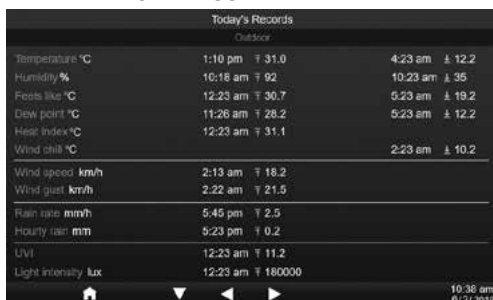 Today's Records
Outdoor
Temperature °C 1:10 pm 31.0 4:23 am 12.2
Humidity % 10:18 am 92 10:23 am 35
Feels like °C 12:23 am 30.7 5:23 am 19.2
Dew point °C 11:26 am 28.2 5:23 am 12.2
Heat index °C 12:23 am 31.1
Wind chill °C 2:23 am 10.2
Wind speed km/h 2:13 am 18.2
Wind gust km/h 2:22 am 21.5
Rain rate mm/h 5:45 pm 2.5
Hourly rain mm 5:23 pm 0.2
UVI 12:23 am 11.2
Light intensity lux 12:23 am 180000
10:38 am